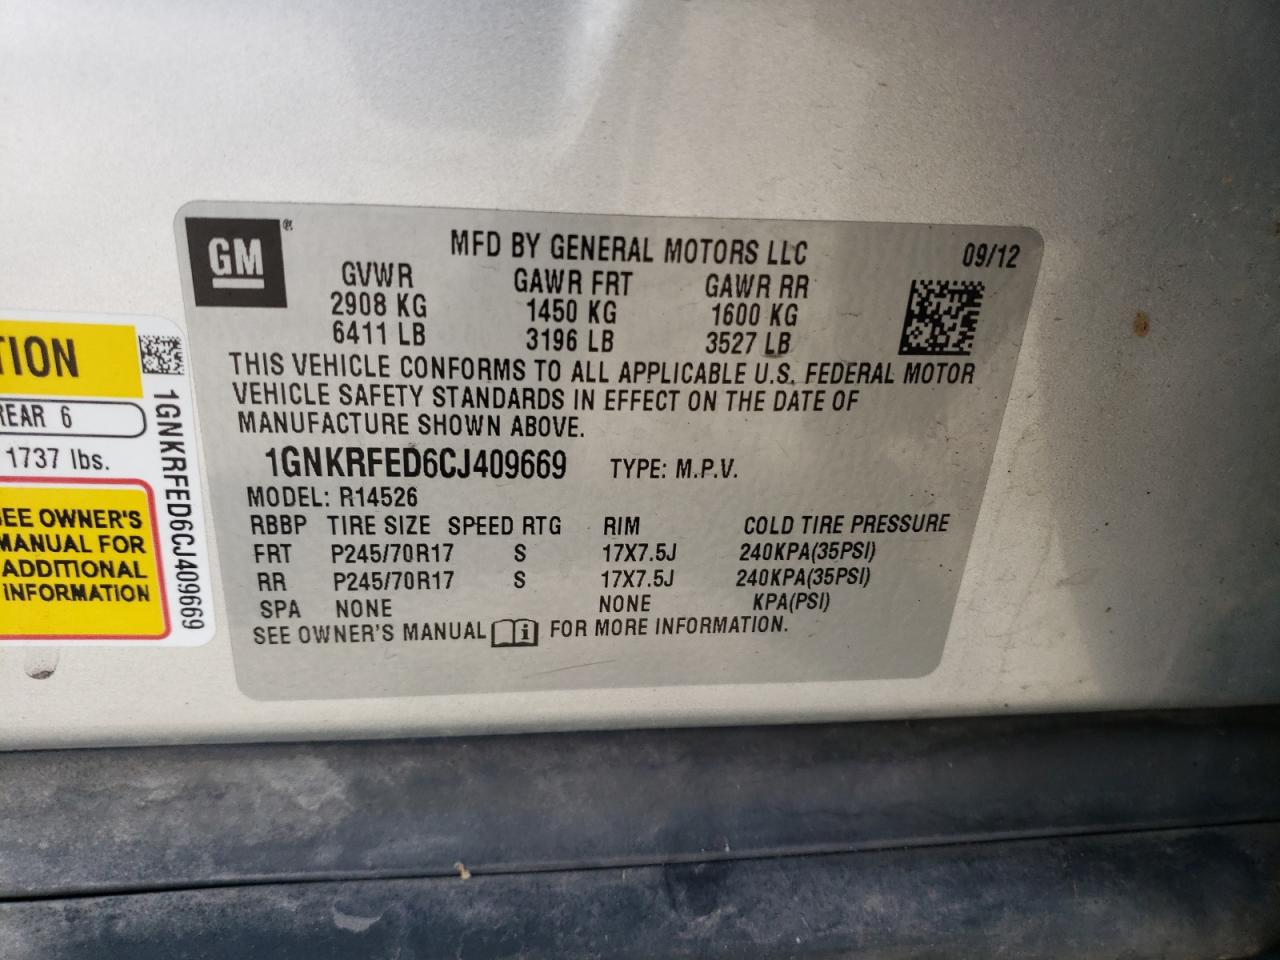 GM ®
MFD BY GENERAL MOTORS LLC 09/12
GVWR GAWR FRT GAWR RR
2908 KG 1450 KG 1600 KG
6411 LB 3196 LB 3527 LB
THIS VEHICLE CONFORMS TO ALL APPLICABLE U.S. FEDERAL MOTOR
VEHICLE SAFETY STANDARDS IN EFFECT ON THE DATE OF
MANUFACTURE SHOWN ABOVE.
1GNKRFED6CJ409669 TYPE: M.P.V.
MODEL: R14526
RBBP TIRE SIZE SPEED RTG RIM COLD TIRE PRESSURE
FRT P245/70R17 S 17X7.5J 240KPA(35PSI)
RR P245/70R17 S 17X7.5J 240KPA(35PSI)
SPA NONE NONE KPA(PSI)
SEE OWNER'S MANUAL i FOR MORE INFORMATION.
TION
REAR 6
1737 lbs.
SEE OWNER'S
MANUAL FOR
ADDITIONAL
INFORMATION
1GNKRFED6CJ409669